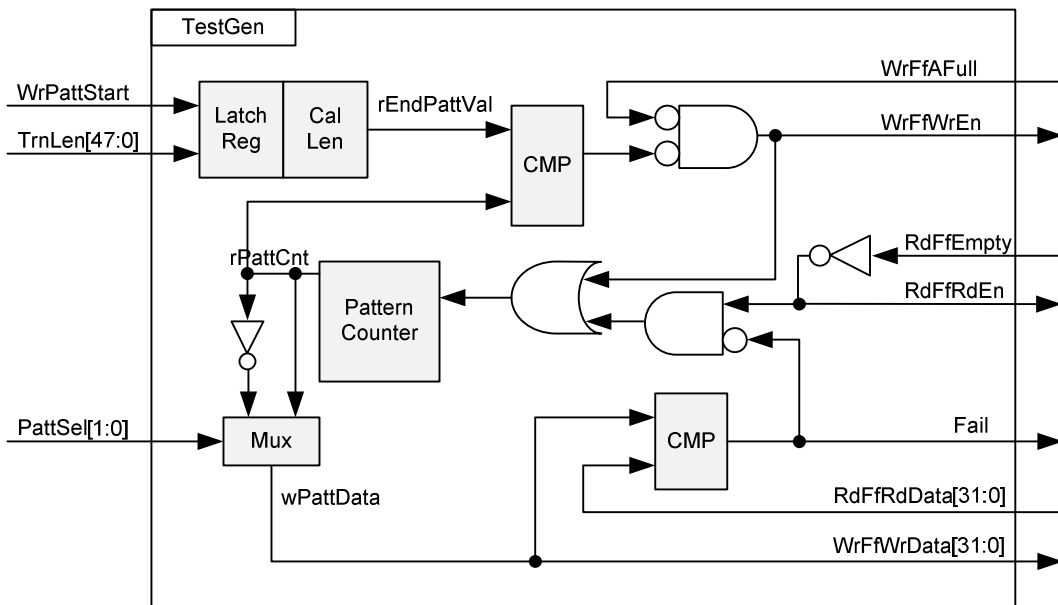 TestGen
WrPattStart
TrnLen[47:0]
Latch
Reg
Cal
Len
rEndPattVal
CMP
WrFfAFull
WrFfWrEn
rPattCnt
Pattern
Counter
RdFfEmpty
RdFfRdEn
PattSel[1:0]
Mux
CMP
Fail
wPattData
RdFfRdData[31:0]
WrFfWrData[31:0]